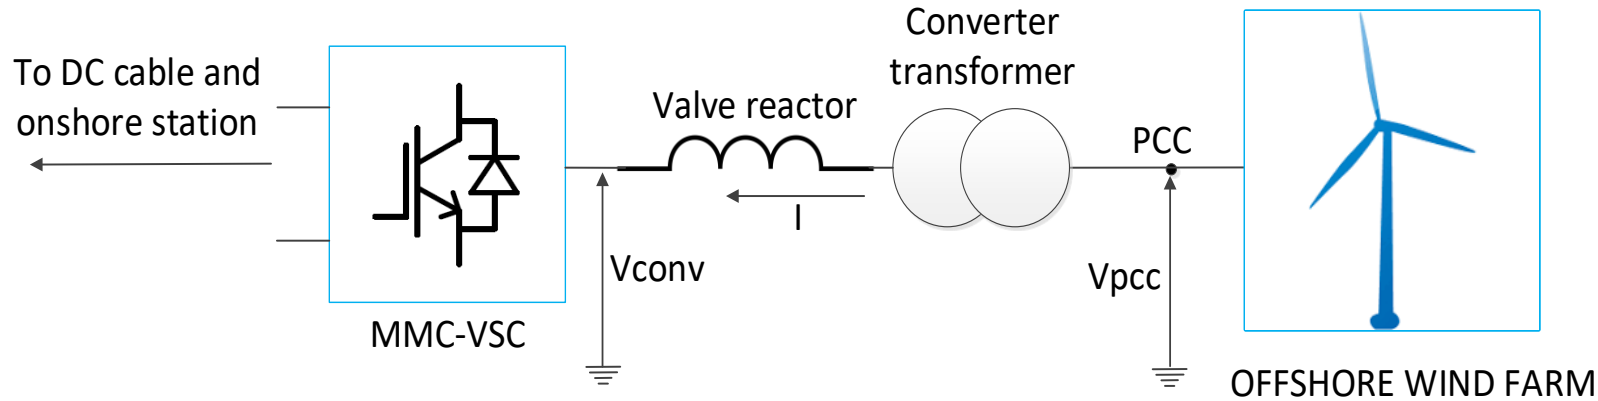 To DC cable and
onshore station
MMC-VSC
Vconv
Valve reactor
I
Converter
transformer
PCC
Vpcc
OFFSHORE WIND FARM